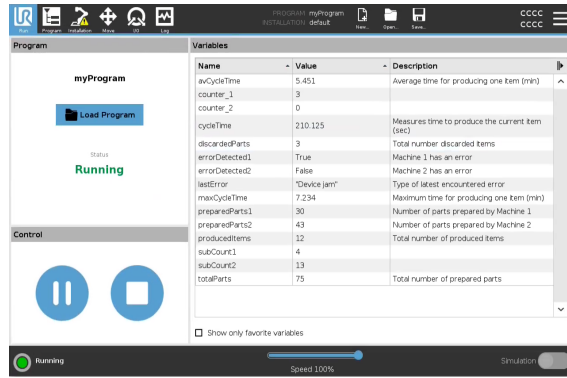 UR
Run Program Installation Move I/O Log
PROGRAM myProgram
INSTALLATION default
New... Open... Save...
CCCC
CCCC
Program
myProgram
Load Program
Status
Running
Control
Variables
Name Value Description
avCycleTime 5.451 Average time for producing one item (min)
counter_1 3
counter_2 0
cycleTime 210.125 Measures time to produce the current item
(sec)
discardedParts 3 Total number discarded items
errorDetected1 True Machine 1 has an error
errorDetected2 False Machine 2 has an error
lastError "Device jam" Type of latest encountered error
maxCycleTime 7.234 Maximum time for producing one item (min)
preparedParts1 30 Number of parts prepared by Machine 1
preparedParts2 43 Number of parts prepared by Machine 2
producedItems 12 Total number of produced items
subCount1 4
subCount2 13
totalParts 75 Total number of prepared parts
Show only favorite variables
Running
Speed 100%
Simulation